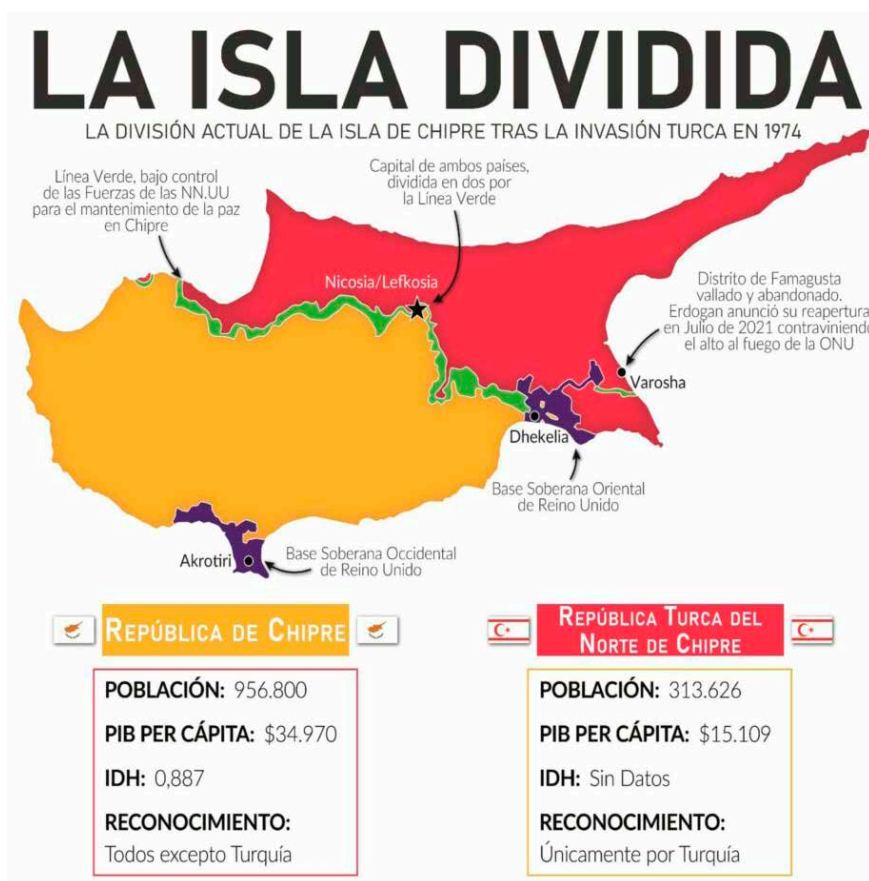 LA ISLA DIVIDIDA
LA DIVISIÓN ACTUAL DE LA ISLA DE CHIPRE TRAS LA INVASIÓN TURCA EN 1974
Línea Verde, bajo control
de las Fuerzas de las NN.UU
para el mantenimiento de la paz
en Chipre
Capital de ambos países,
dividida en dos por
la Línea Verde
Nicosia/Lefkosia
Distrito de Famagusta
vallado y abandonado.
Erdogan anunció su reapertura
en Julio de 2021 contraviniendo
el alto al fuego de la ONU
Varosha
Dhekelia
Base Soberana Oriental
de Reino Unido
Akrotiri
Base Soberana Occidental
de Reino Unido
REPÚBLICA DE CHIPRE
POBLACIÓN: 956.800
PIB PER CÁPITA: $34.970
IDH: 0,887
RECONOCIMIENTO:
Todos excepto Turquía
REPÚBLICA TURCA DEL
NORTE DE CHIPRE
POBLACIÓN: 313.626
PIB PER CÁPITA: $15.109
IDH: Sin Datos
RECONOCIMIENTO:
Únicamente por Turquía